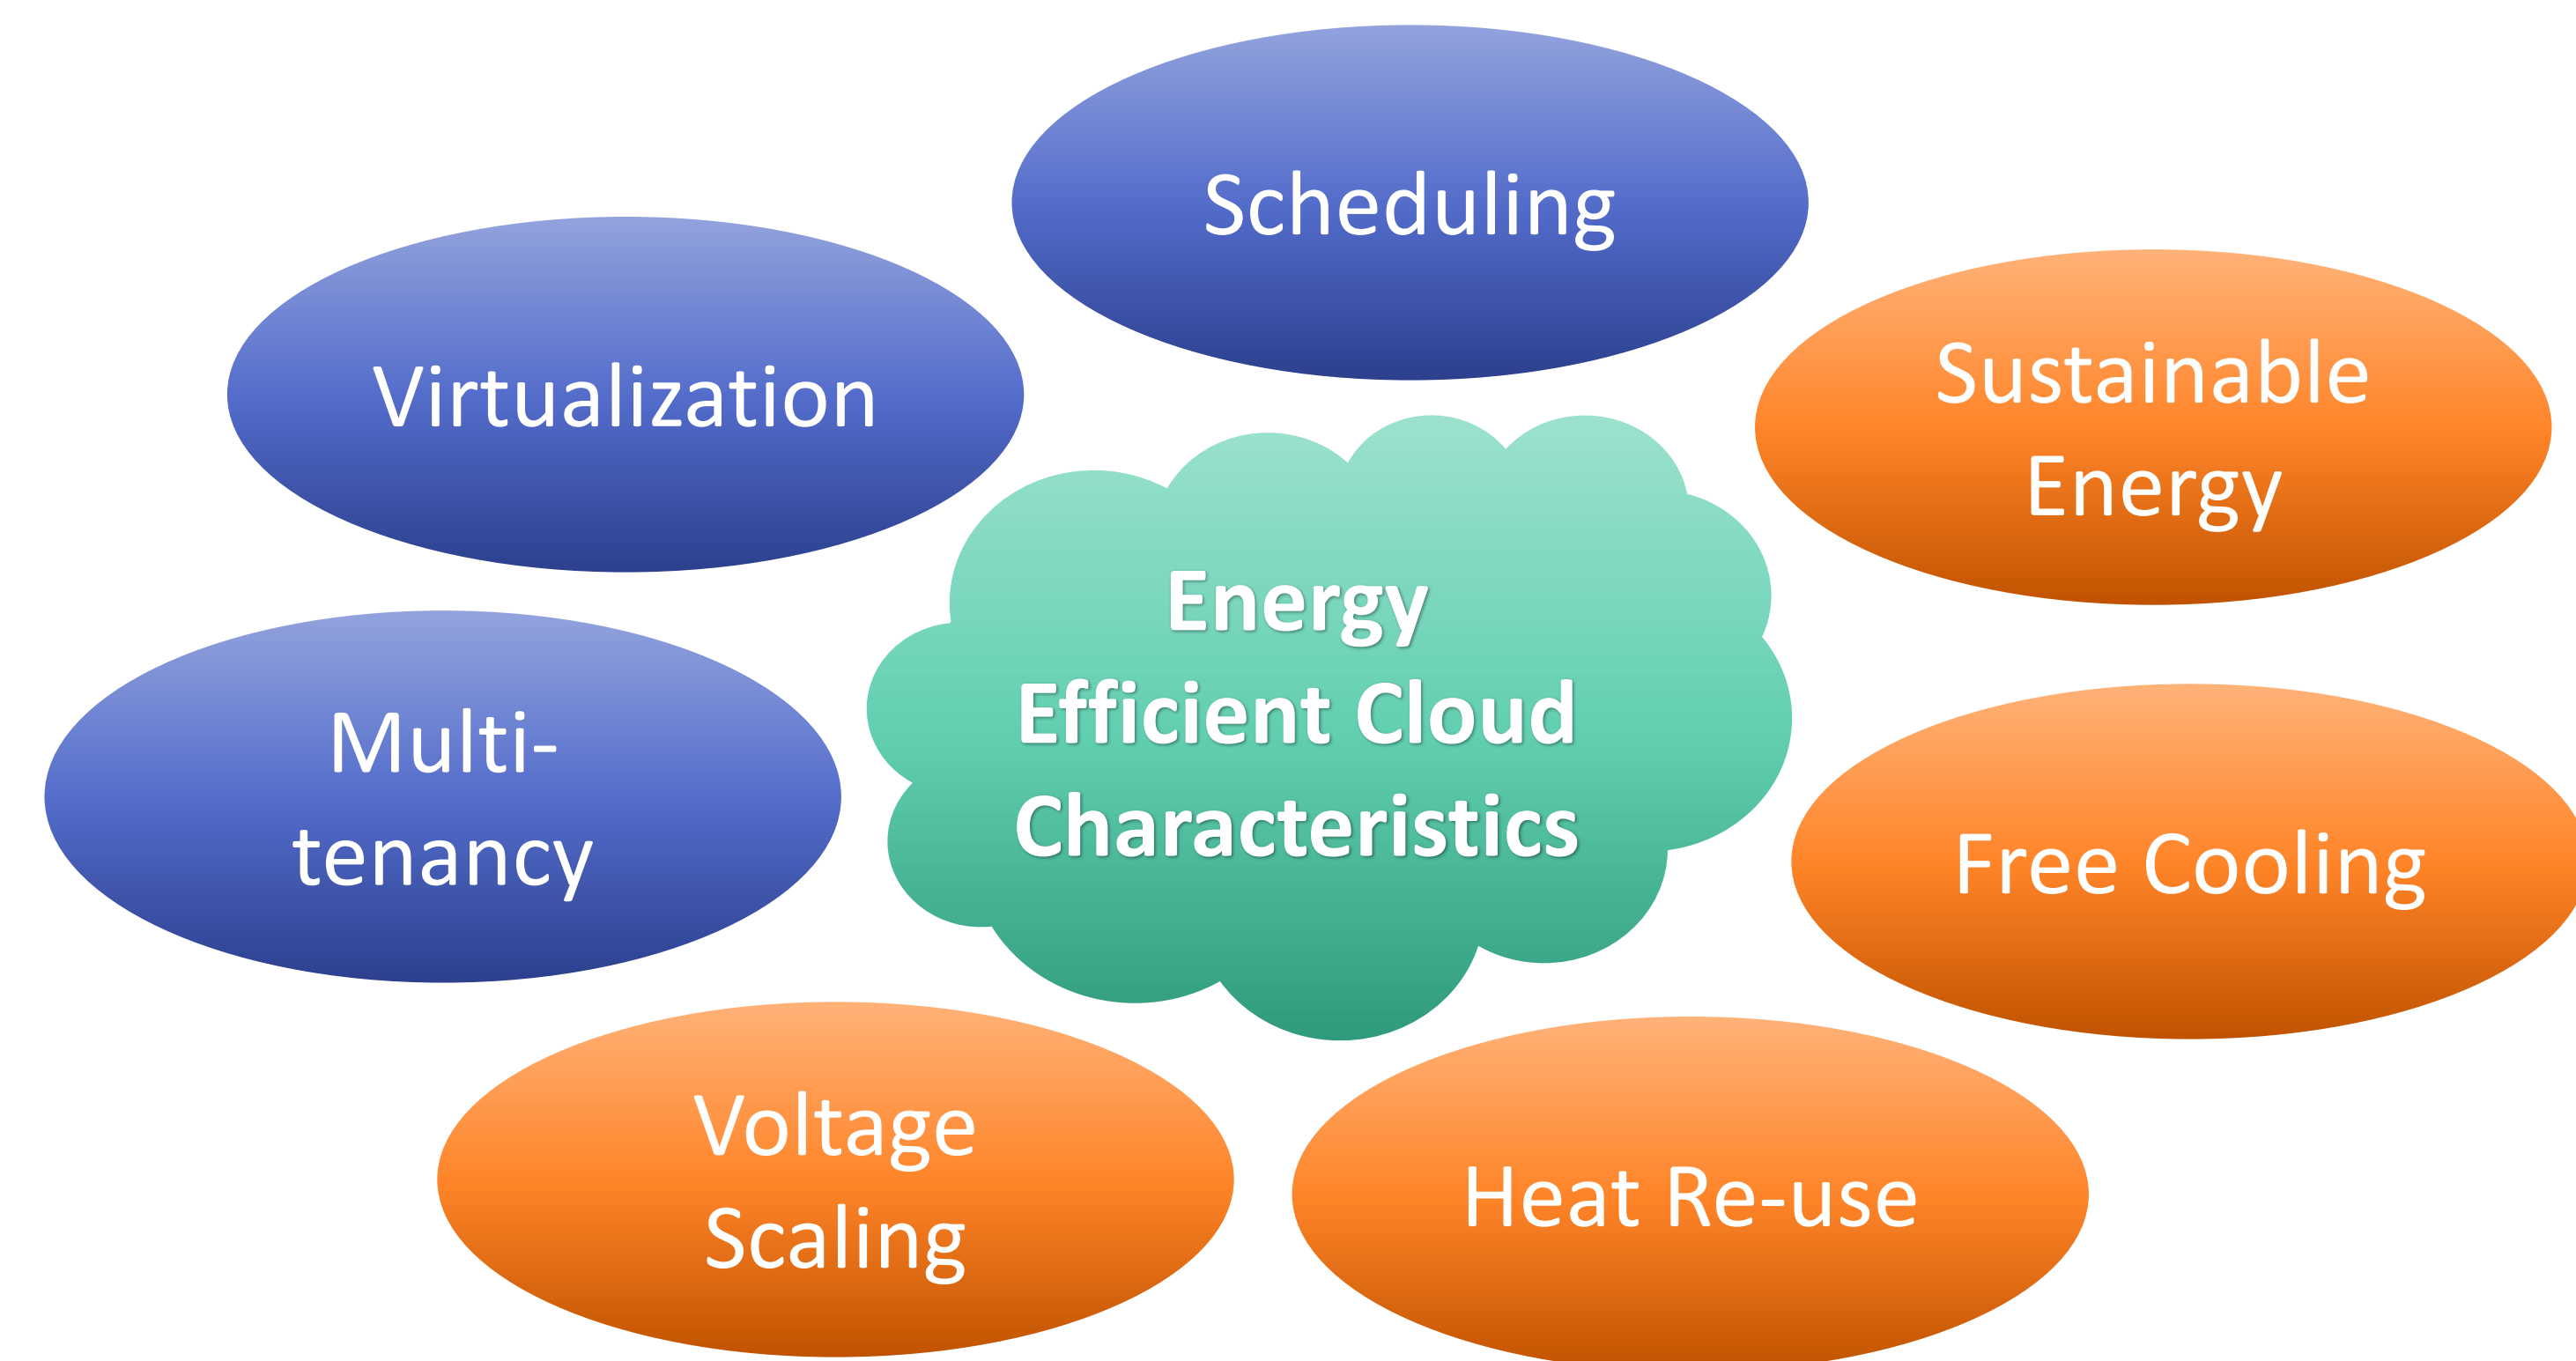 Scheduling
Virtualization
Sustainable
Energy
Energy
Efficient Cloud
Characteristics
Multi-
tenancy
Free Cooling
Voltage
Scaling
Heat Re-use